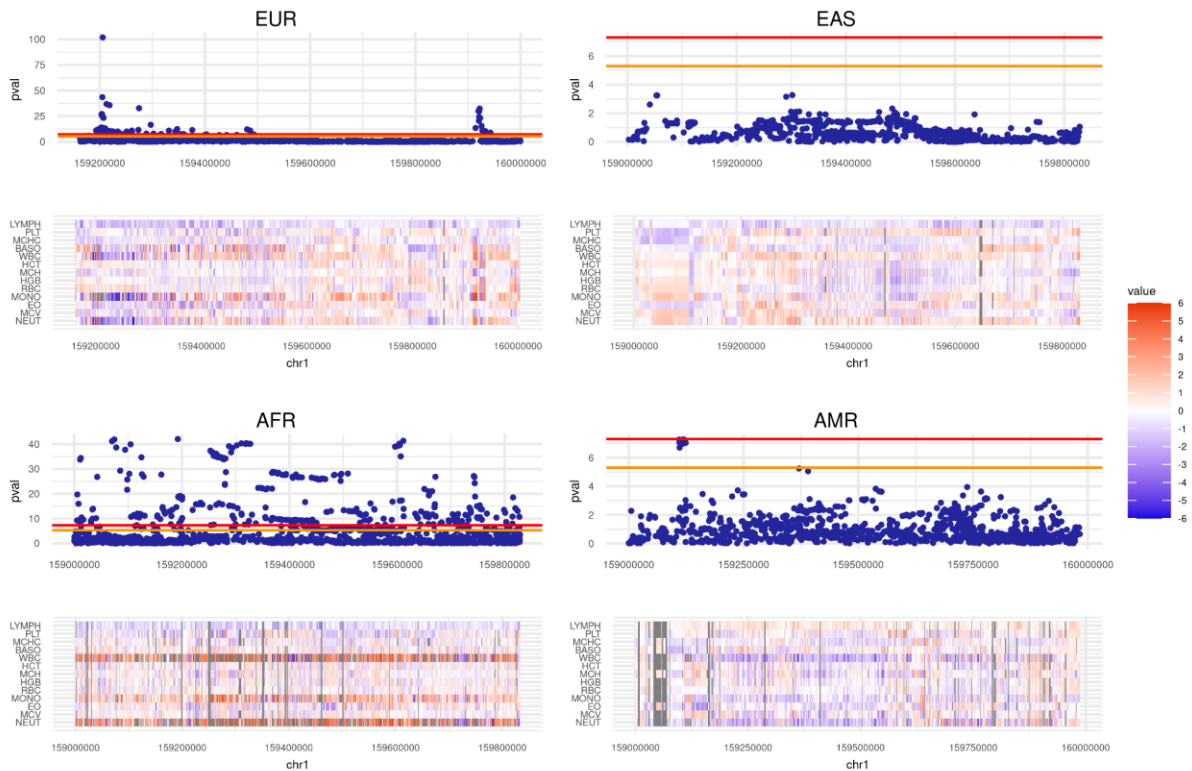 EUR
EAS
pval
100
75
50
25
0
159200000 159400000 159600000 159800000 160000000
pval
6
4
2
0
159000000 159200000 159400000 159600000 159800000
LYMPH
PLT
MCHC
BASO
WBC
HCT
MCH
HGB
RBC
MONO
EO
MCV
NEUT
159200000 159400000 159600000 159800000 160000000
chr1
LYMPH
PLT
MCHC
BASO
WBC
HCT
MCH
HGB
RBC
MONO
EO
MCV
NEUT
159000000 159200000 159400000 159600000 159800000
chr1
value
6
5
4
3
2
1
0
-1
-2
-3
-4
-5
-6
AFR
AMR
pval
40
30
20
10
0
159000000 159200000 159400000 159600000 159800000
pval
6
4
2
0
159000000 159250000 159500000 159750000 160000000
LYMPH
PLT
MCHC
BASO
WBC
HCT
MCH
HGB
RBC
MONO
EO
MCV
NEUT
159000000 159200000 159400000 159600000 159800000
chr1
LYMPH
PLT
MCHC
BASO
WBC
HCT
MCH
HGB
RBC
MONO
EO
MCV
NEUT
159000000 159250000 159500000 159750000 160000000
chr1